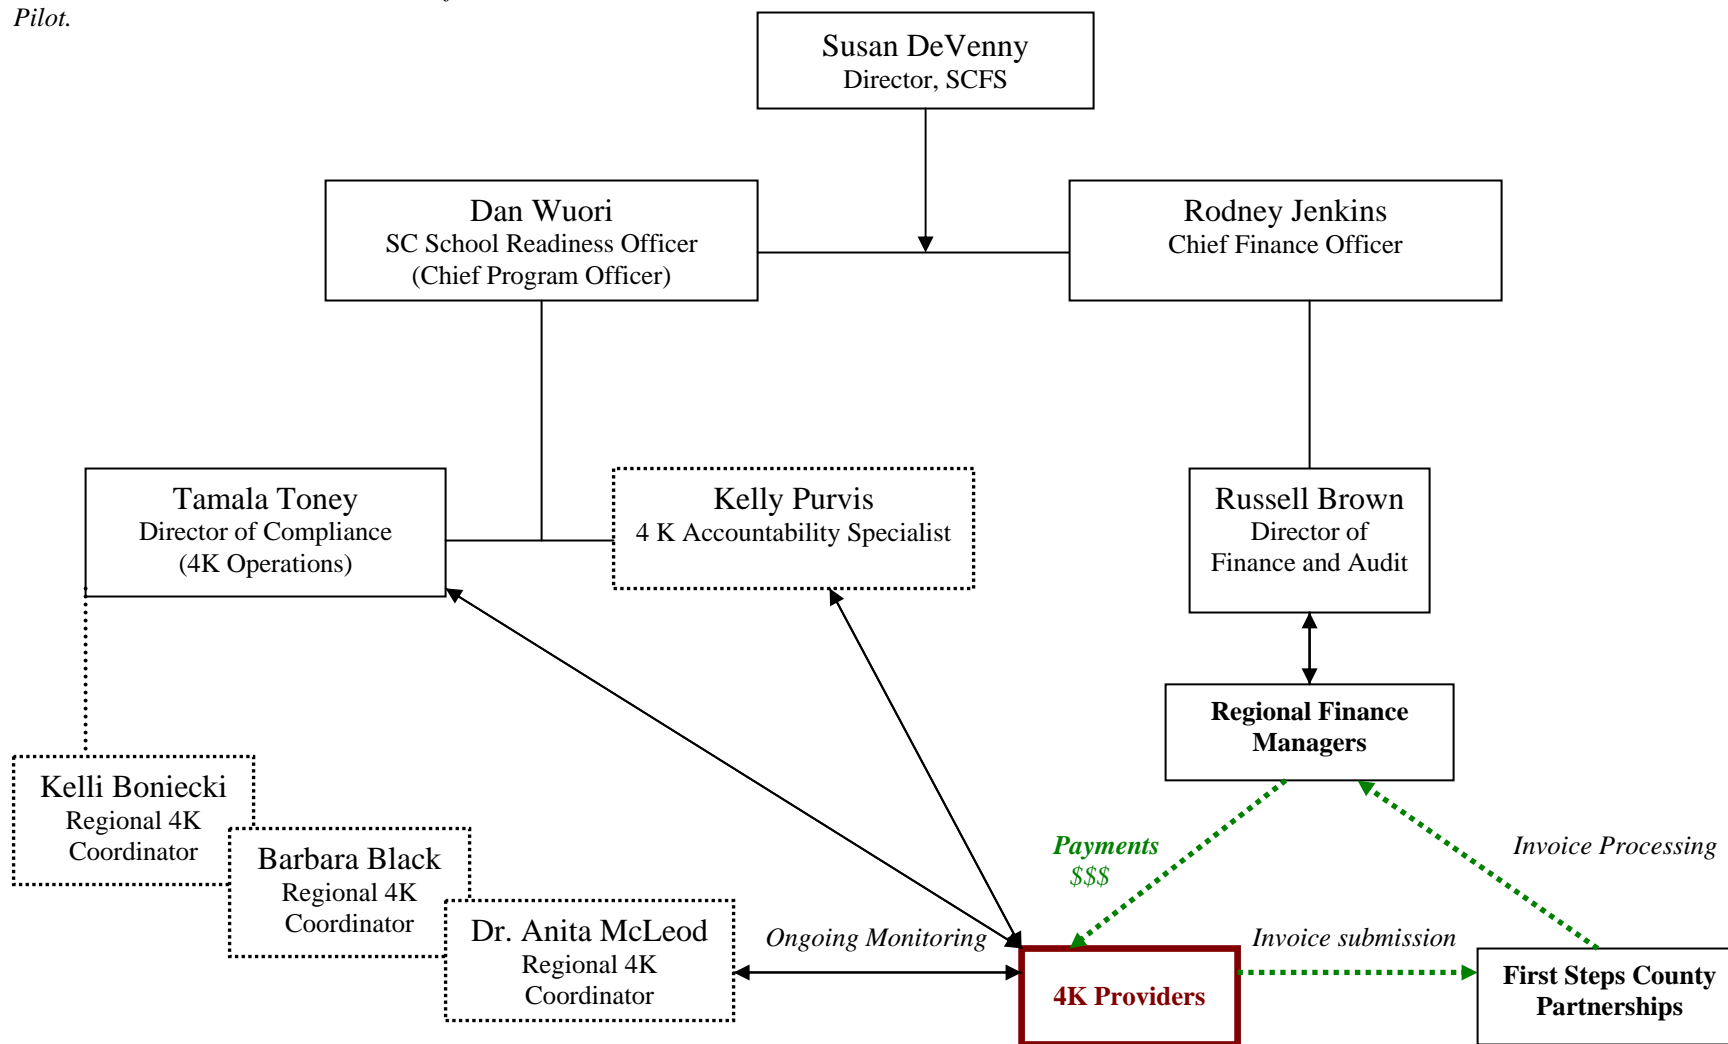 Pilot.
Susan DeVenny
Director, SCFS
Dan Wuori
SC School Readiness Officer
(Chief Program Officer)
Rodney Jenkins
Chief Finance Officer
Tamala Toney
Director of Compliance
(4K Operations)
Kelly Purvis
4 K Accountability Specialist
Russell Brown
Director of
Finance and Audit
Regional Finance
Managers
Kelli Boniecki
Regional 4K
Coordinator
Barbara Black
Regional 4K
Coordinator
Dr. Anita McLeod
Regional 4K
Coordinator
Ongoing Monitoring
Payments
$$$
Invoice Processing
Invoice submission
4K Providers
First Steps County
Partnerships